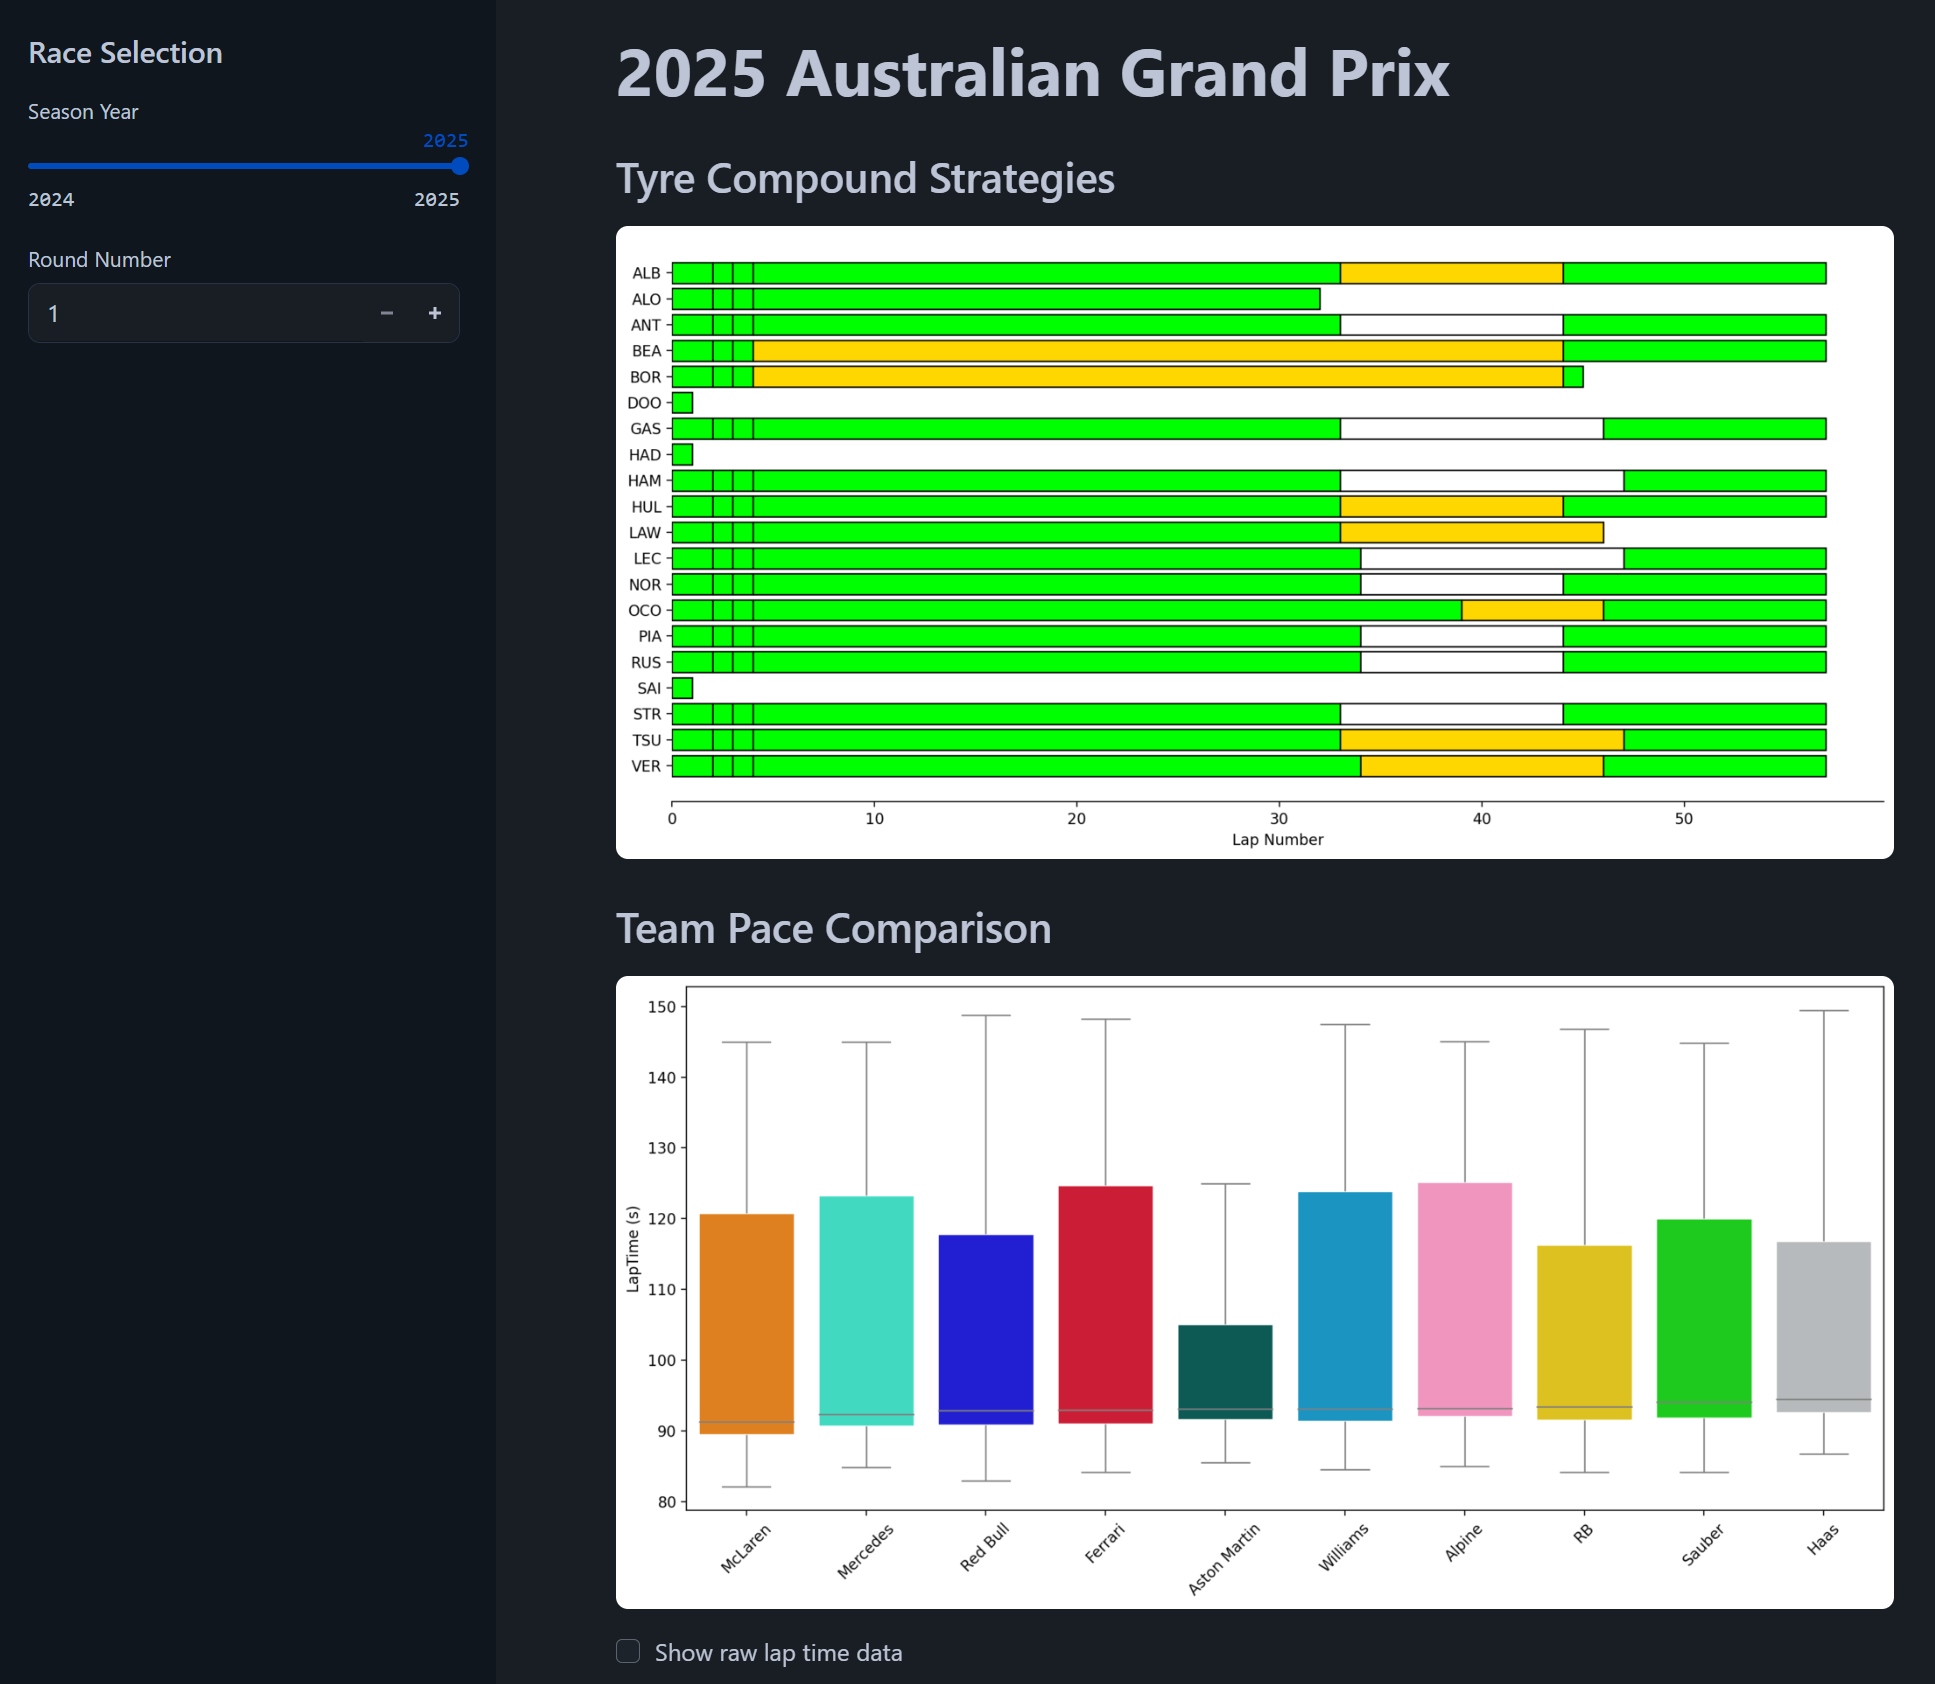 Race Selection
Season Year
2025
2024 2025
Round Number
1 − +
2025 Australian Grand Prix
Tyre Compound Strategies
ALB
ALO
ANT
BEA
BOR
DOO
GAS
HAD
HAM
HUL
LAW
LEC
NOR
OCO
PIA
RUS
SAI
STR
TSU
VER
0 10 20 30 40 50
Lap Number
Team Pace Comparison
150
140
130
120
110
100
90
80
LapTime (s)
McLaren Mercedes Red Bull Ferrari Aston Martin Williams Alpine RB Sauber Haas
Show raw lap time data